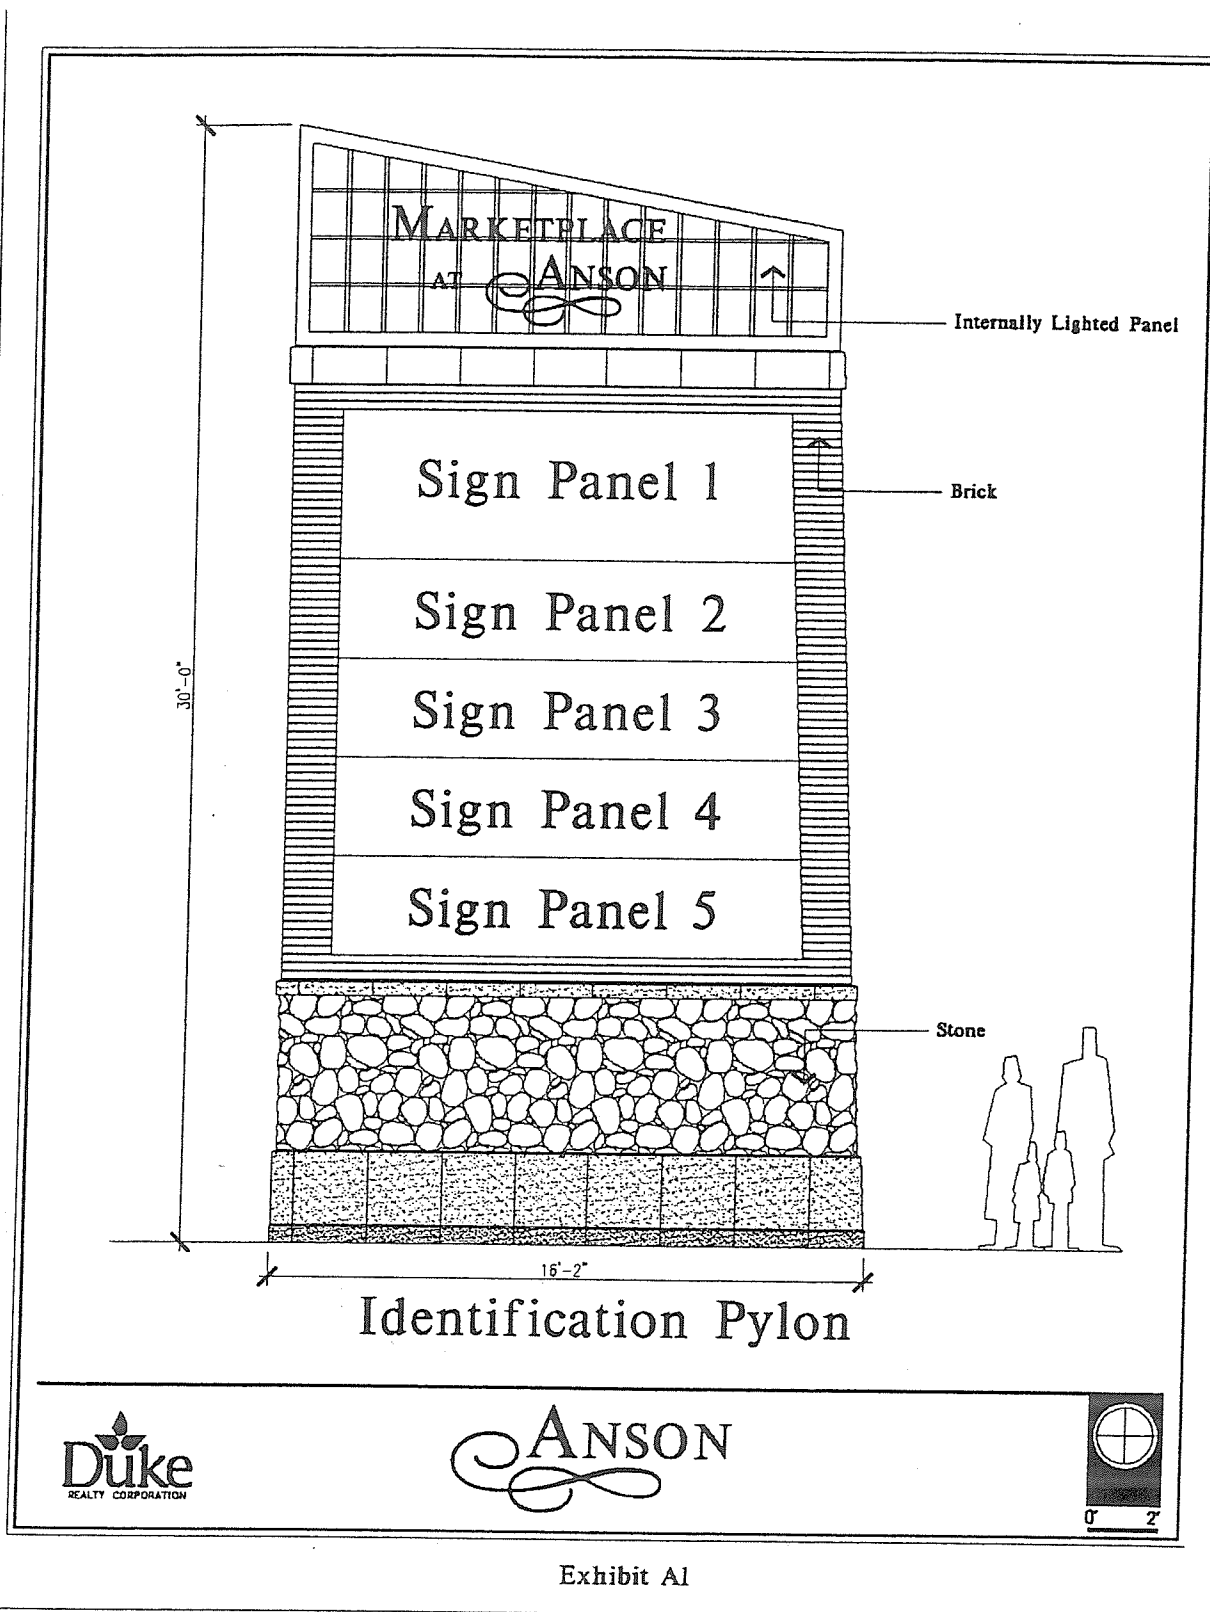 MARKETPLACE
AT ANSON
Internally Lighted Panel
Sign Panel 1
Brick
Sign Panel 2
30'-0"
Sign Panel 3
Sign Panel 4
Sign Panel 5
Stone
16'-2"
Identification Pylon
Duke
REALTY CORPORATION
ANSON
0' 2'
Exhibit A1